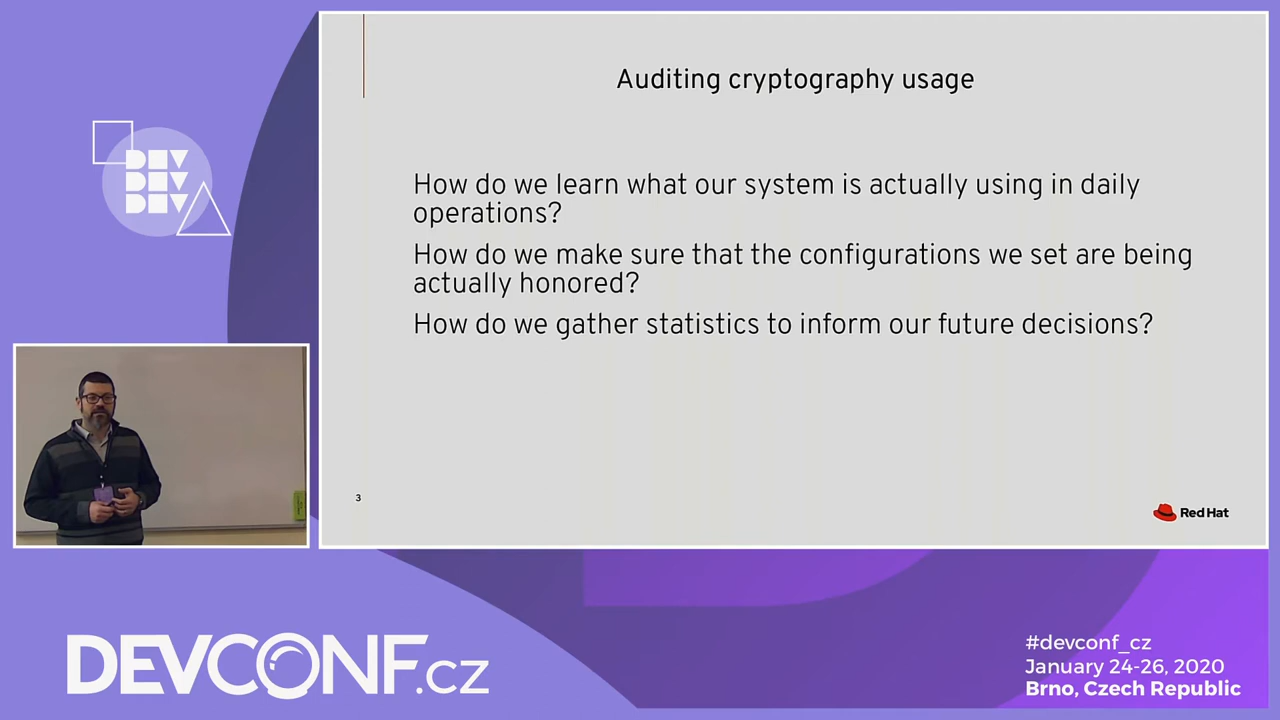 DEV
DEV
DEV
Auditing cryptography usage
How do we learn what our system is actually using in daily
operations?
How do we make sure that the configurations we set are being
actually honored?
How do we gather statistics to inform our future decisions?
3
Red Hat
DEVCONF.cz
#devconf_cz
January 24-26, 2020
Brno, Czech Republic